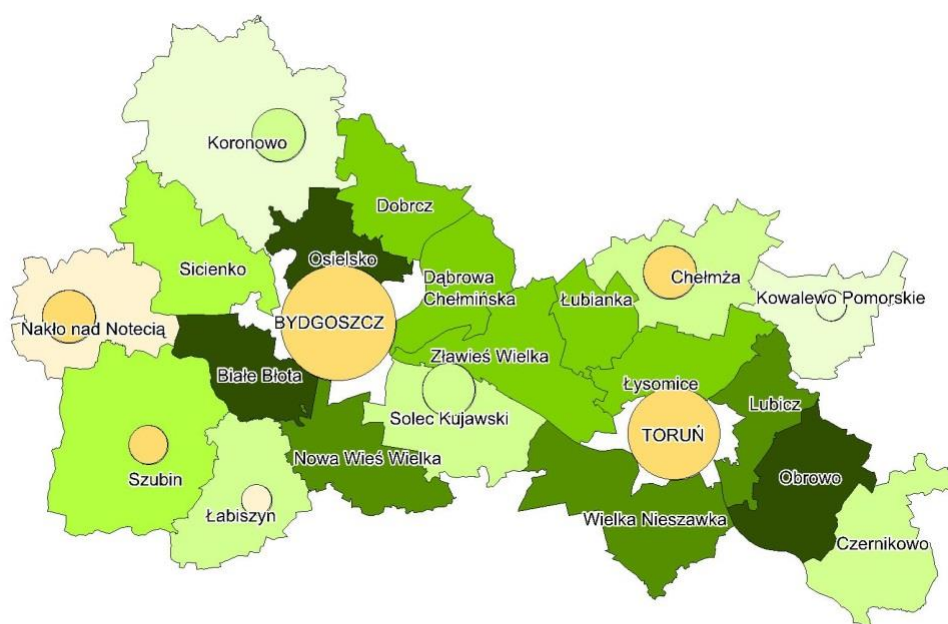 Koronowo
Dobrcz
Osielsko
Sicienko
Dąbrowa
Chełmińska
Łubianka
Chełmża
Kowalewo Pomorskie
Nakło nad Notecią
BYDGOSZCZ
Zławieś Wielka
Białe Błota
Łysomice
Lubicz
Solec Kujawski
TORUŃ
Nowa Wieś Wielka
Szubin
Obrowo
Łabiszyn
Wielka Nieszawka
Czernikowo